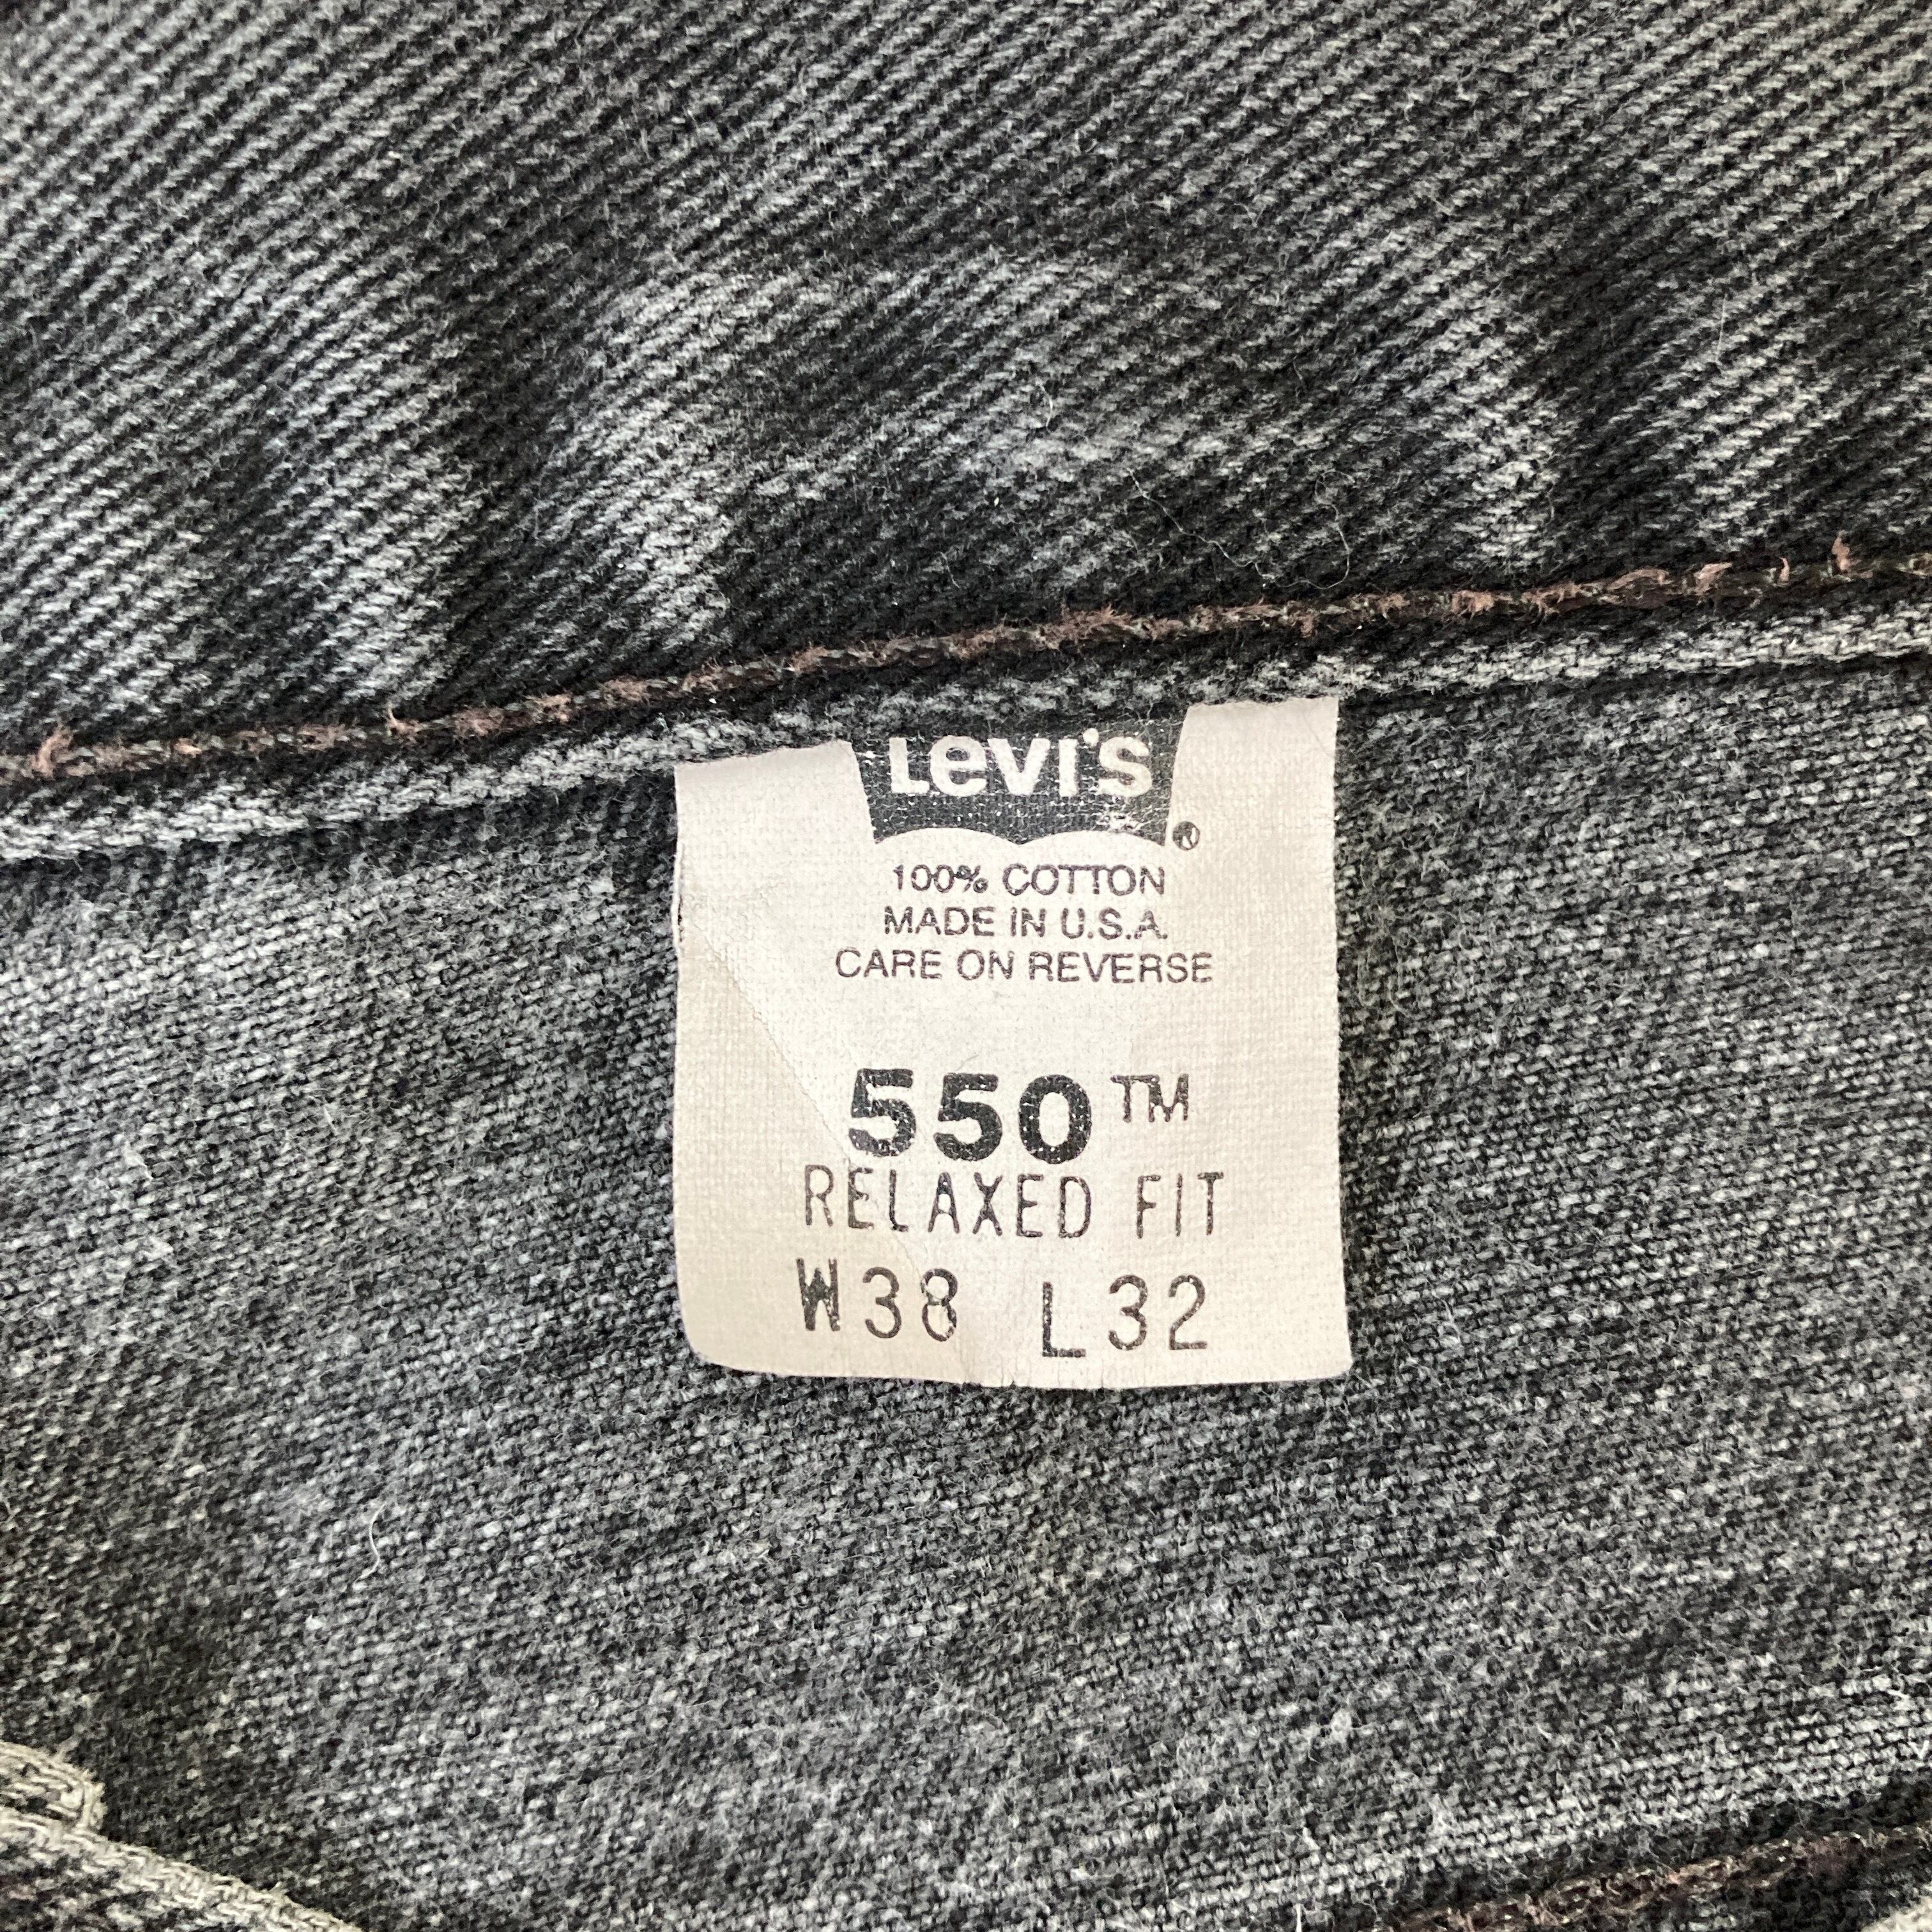 Levi's®
100% COTTON
MADE IN U.S.A.
CARE ON REVERSE
550™
RELAXED FIT
W38 L32